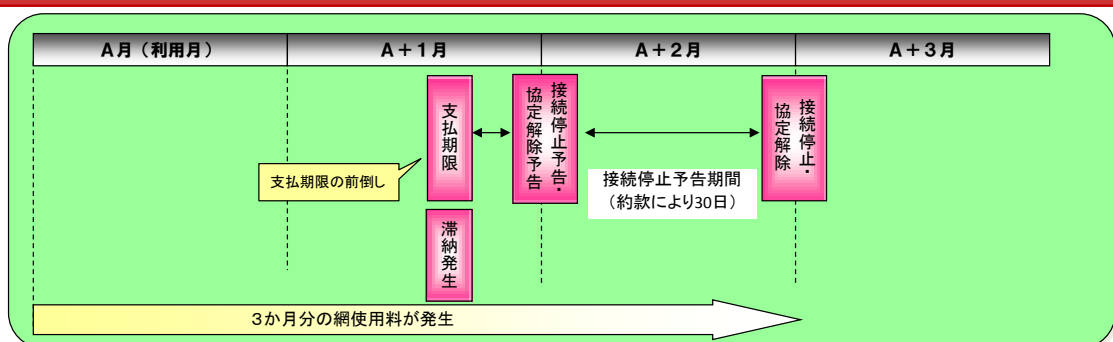 A月（利用月）
A＋1月
A＋2月
A＋3月
支払期限
接続停止予告・
協定解除予告
接続停止・
協定解除
支払期限の前倒し
接続停止予告期間
（約款により30日）
滞納発生
3か月分の網使用料が発生